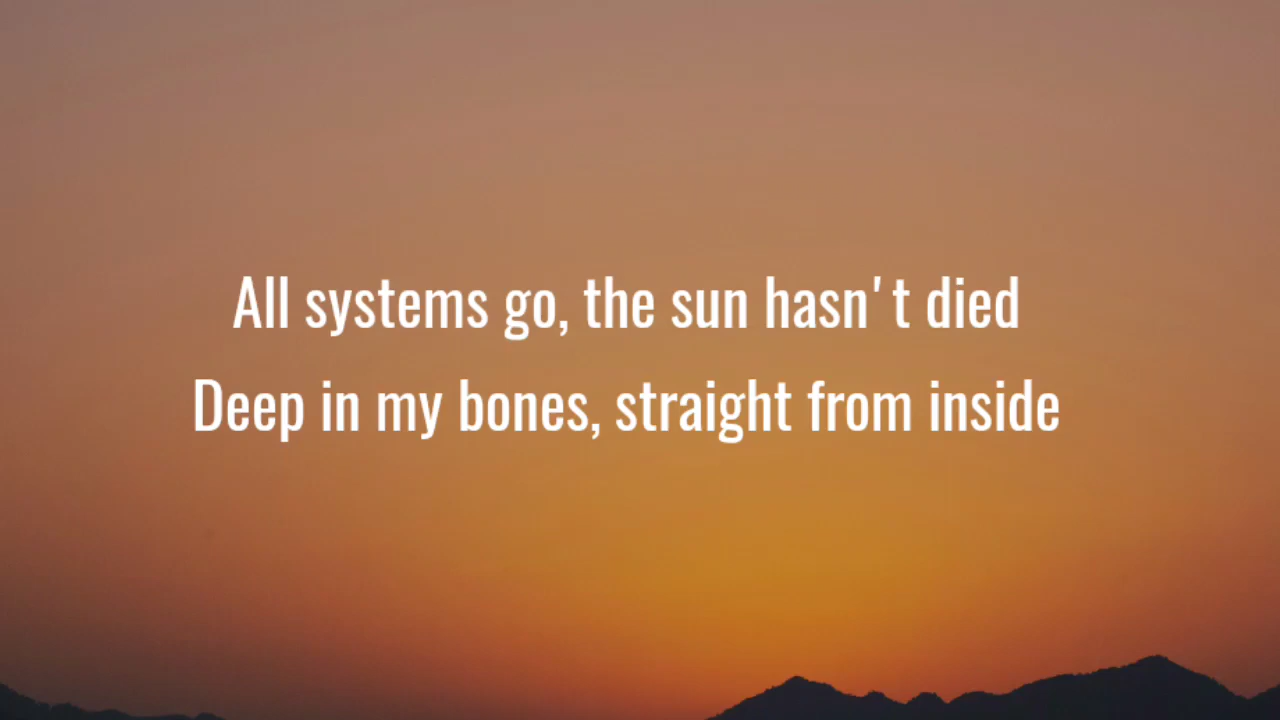 All systems go, the sun hasn't died
Deep in my bones, straight from inside